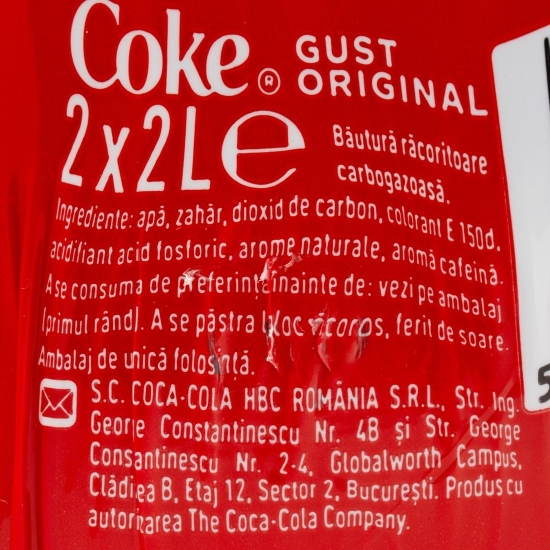 Coke ® GUST
ORIGINAL
2x2L e
Băutură răcoritoare
carbogazoasă.
Ingrediente: apă, zahăr, dioxid de carbon, colorant E 150d,
acidifiant acid fosforic, arome naturale, aromă cafeină.
A se consuma de preferință înainte de: vezi pe ambalaj
(primul rând). A se păstra la loc răcoros, ferit de soare.
Ambalaj de unică folosință.
S.C. COCA-COLA HBC ROMÂNIA S.R.L., Str. Ing.
George Constantinescu Nr. 4B și Str. George
Consantinescu Nr. 2-4, Globalworth Campus,
Clădirea B, Etaj 12, Sector 2, București. Produs cu
autorizarea The Coca-Cola Company.
5